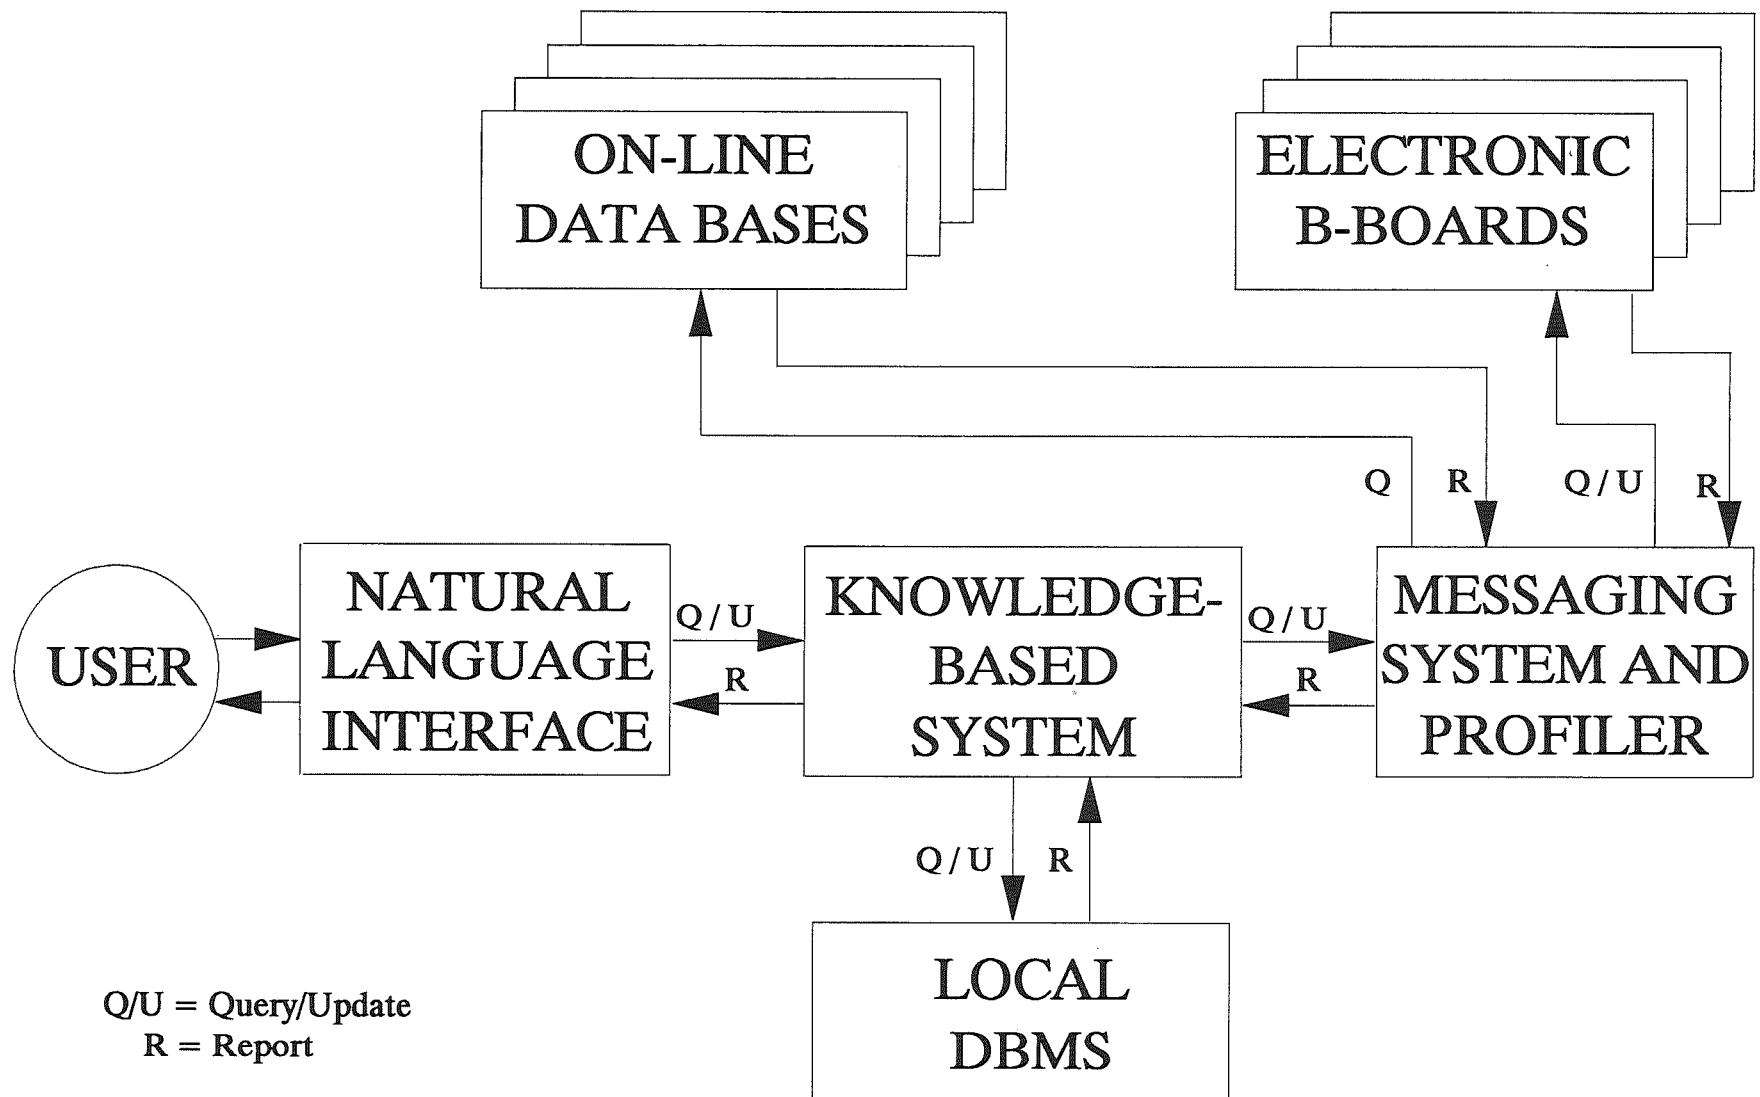 ON-LINE
DATA BASES
ELECTRONIC
B-BOARDS
Q
R
Q / U
R
USER
NATURAL
LANGUAGE
INTERFACE
Q / U
R
KNOWLEDGE-
BASED
SYSTEM
Q / U
R
MESSAGING
SYSTEM AND
PROFILER
Q / U
R
LOCAL
DBMS
Q/U = Query/Update
R = Report